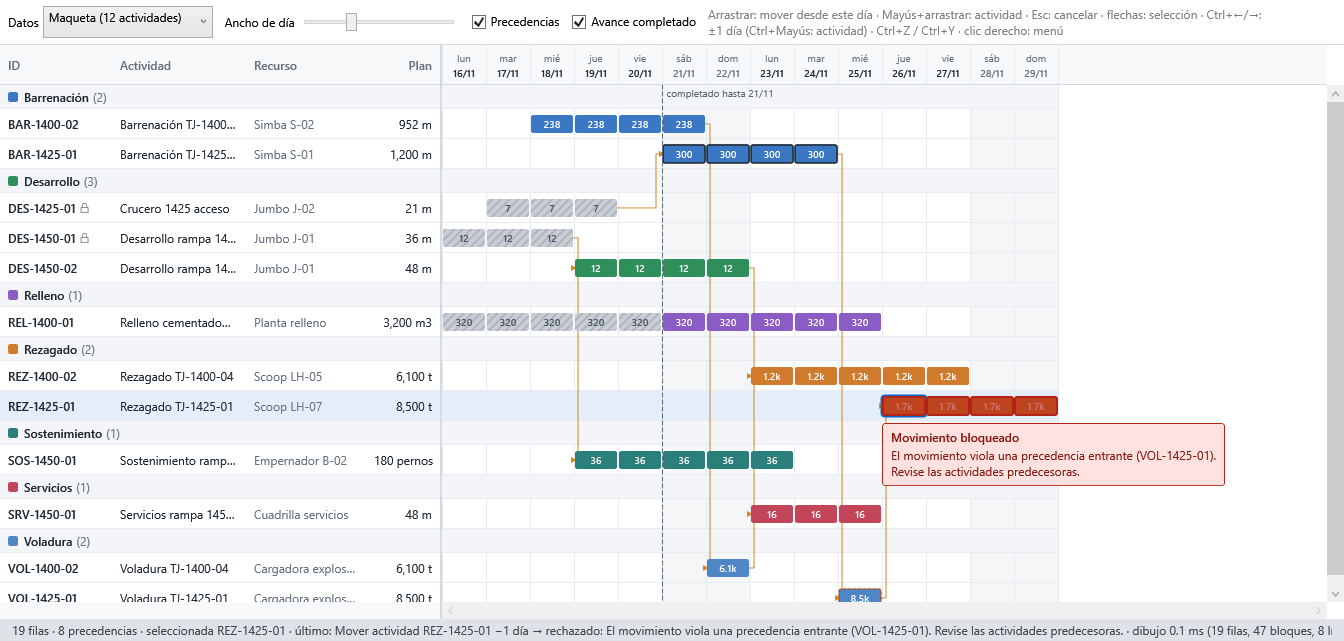 Datos Maqueta (12 actividades) Ancho de día Precedencias Avance completado
Arrastrar: mover desde este día · Mayús+arrastrar: actividad · Esc: cancelar · flechas: selección · Ctrl+←/→:
±1 día (Ctrl+Mayús: actividad) · Ctrl+Z / Ctrl+Y · clic derecho: menú
ID Actividad Recurso Plan
lun mar mié jue vie sáb dom lun mar mié jue vie sáb dom
16/11 17/11 18/11 19/11 20/11 21/11 22/11 23/11 24/11 25/11 26/11 27/11 28/11 29/11
Barrenación (2) completado hasta 21/11
BAR-1400-02 Barrenación TJ-1400... Simba S-02 952 m 238 238 238 238
BAR-1425-01 Barrenación TJ-1425... Simba S-01 1,200 m 300 300 300 300
Desarrollo (3)
DES-1425-01 Crucero 1425 acceso Jumbo J-02 21 m 7 7 7
DES-1450-01 Desarrollo rampa 14... Jumbo J-01 36 m 12 12 12
DES-1450-02 Desarrollo rampa 14... Jumbo J-01 48 m 12 12 12 12
Relleno (1)
REL-1400-01 Relleno cementado... Planta relleno 3,200 m3 320 320 320 320 320 320 320 320 320 320
Rezagado (2)
REZ-1400-02 Rezagado TJ-1400-04 Scoop LH-05 6,100 t 1.2k 1.2k 1.2k 1.2k 1.2k
REZ-1425-01 Rezagado TJ-1425-01 Scoop LH-07 8,500 t 1.7k 1.7k 1.7k 1.7k
Sostenimiento (1)
Movimiento bloqueado
El movimiento viola una precedencia entrante (VOL-1425-01).
Revise las actividades predecesoras.
SOS-1450-01 Sostenimiento ramp... Empernador B-02 180 pernos 36 36 36 36 36
Servicios (1)
SRV-1450-01 Servicios rampa 145... Cuadrilla servicios 48 m 16 16 16
Voladura (2)
VOL-1400-02 Voladura TJ-1400-04 Cargadora explos... 6,100 t 6.1k
VOL-1425-01 Voladura TJ-1425-01 Cargadora explos... 8,500 t 8.5k
19 filas · 8 precedencias · seleccionada REZ-1425-01 · último: Mover actividad REZ-1425-01 −1 día → rechazado: El movimiento viola una precedencia entrante (VOL-1425-01). Revise las actividades predecesoras. · dibujo 0.1 ms (19 filas, 47 bloques, 8